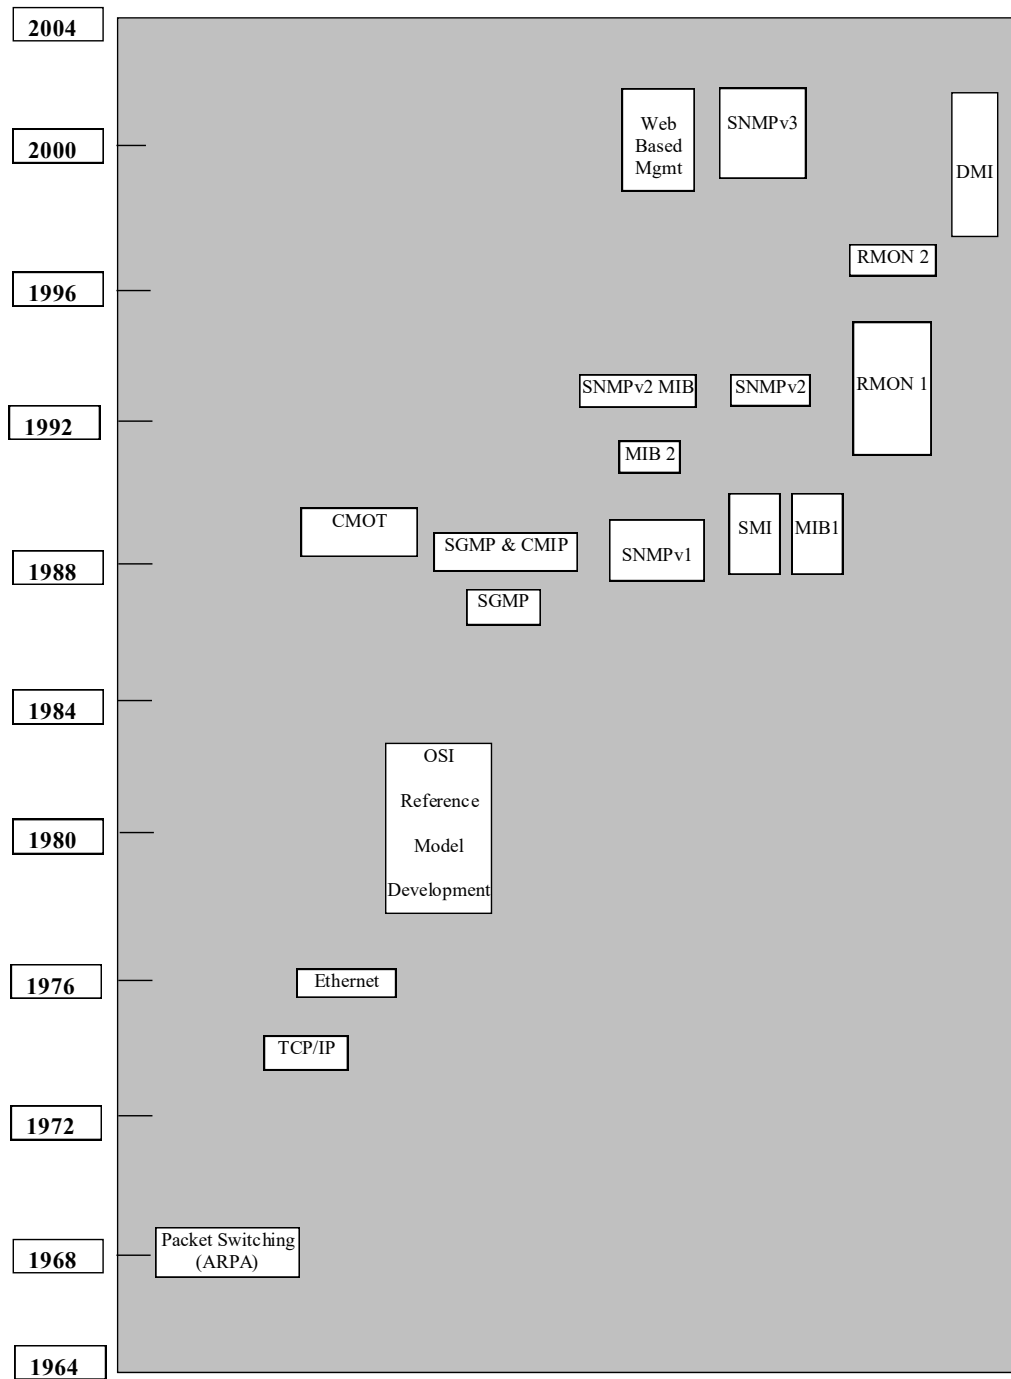 2004
Web
Based
Mgmt
SNMPv3
2000
DMI
RMON 2
1996
RMON 1
SNMPv2 MIB
SNMPv2
1992
MIB 2
CMOT
SGMP & CMIP
SNMPv1
SMI
MIB1
1988
SGMP
1984
OSI
Reference
Model
Development
1980
Ethernet
1976
TCP/IP
1972
Packet Switching
(ARPA)
1968
1964